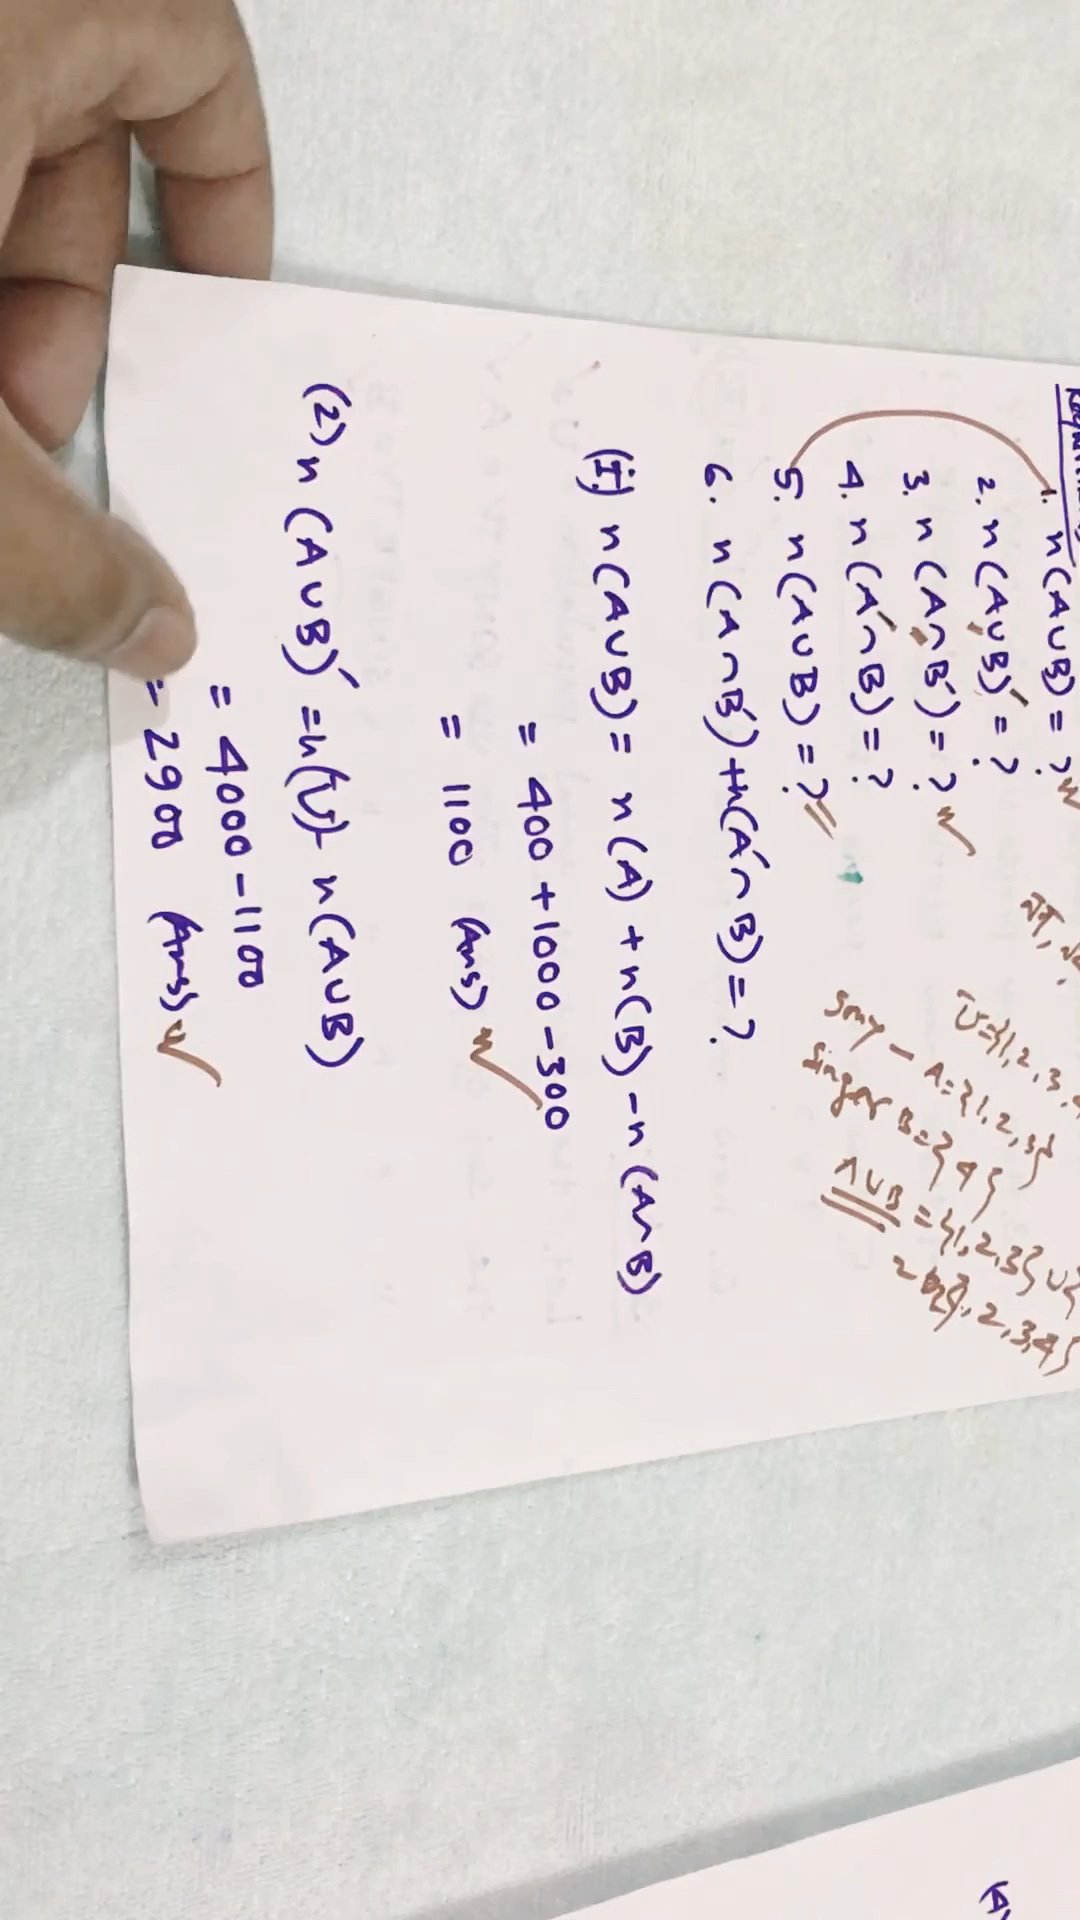 1. n(A∪B) = ?
2. n(A∪B)′ = ?
3. n(A∩B′) = ?
4. n(A′∩B) = ?
5. n(A∪B) = ?
6. n(A∩B′) + n(A′∩B) = ?
U={1,2,3,
Sony - A={1,2,3}
Singer B={4}
A∪B = {1,2,3} ∪ {
{1,2,3,4}
(I) n(A∪B) = n(A) + n(B) - n(A∩B)
= 400 + 1000 - 300
= 1100 (Ans)
(2) n(A∪B)′ = n(U) - n(A∪B)
= 4000 - 1100
= 2900 (Ans)